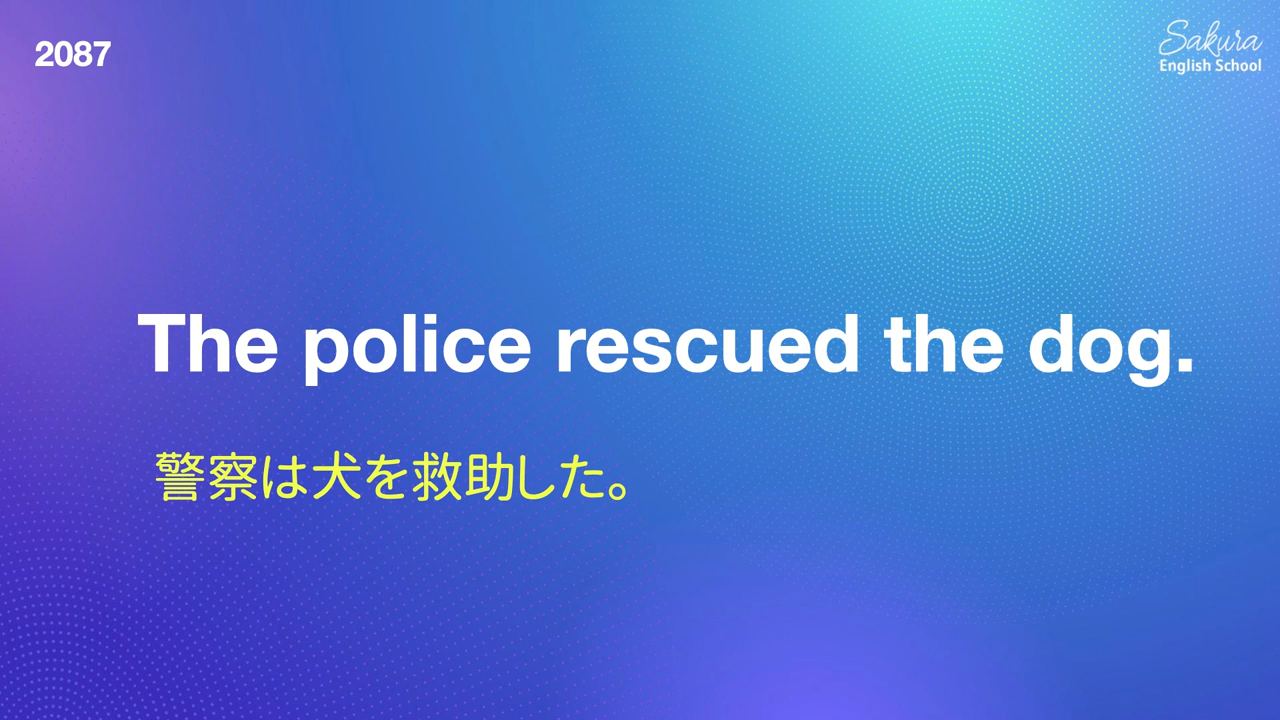 2087
Sakura
English School
The police rescued the dog.
警察は犬を救助した。